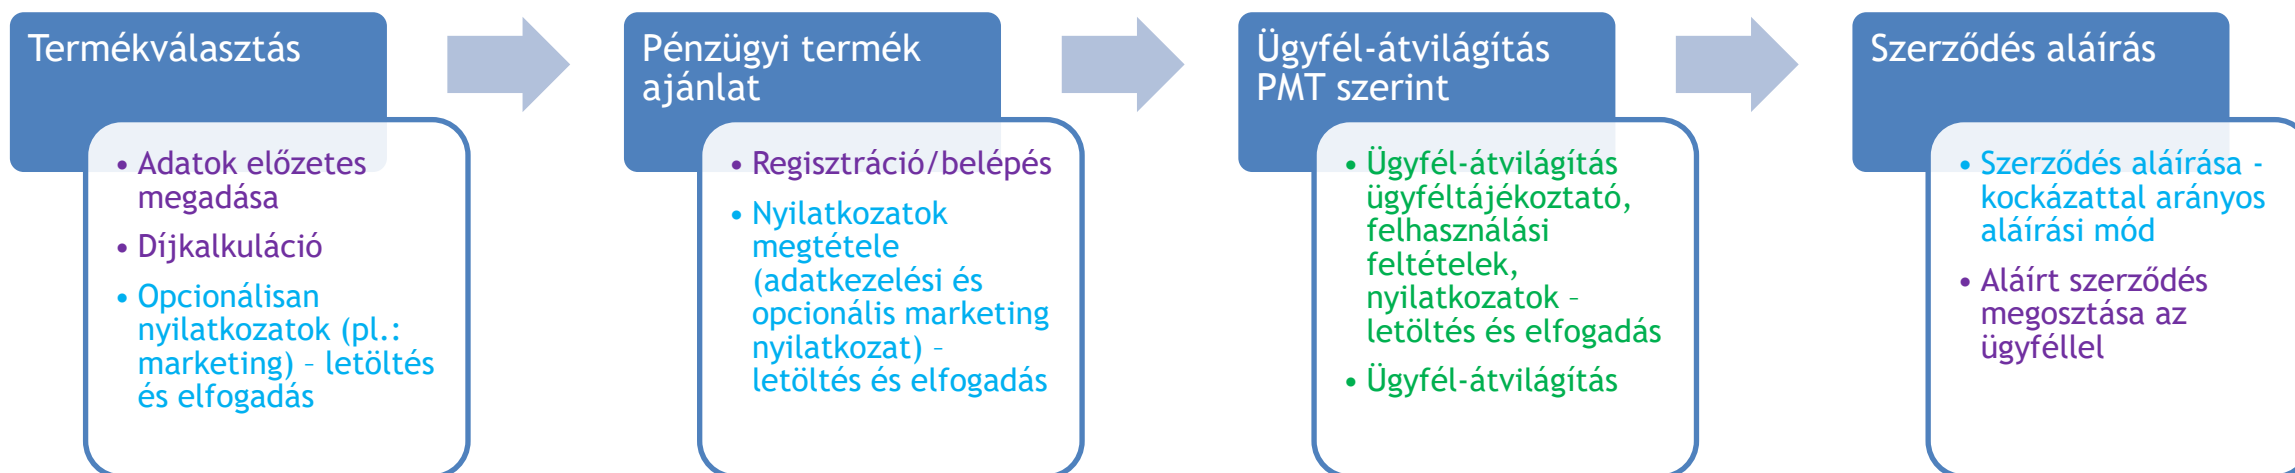 Termékválasztás
• Adatok előzetes
megadása
• Díjkalkuláció
• Opcionálisan
nyilatkozatok (pl.:
marketing) – letöltés
és elfogadás
Pénzügyi termék
ajánlat
• Regisztráció/belépés
• Nyilatkozatok
megtétele
(adatkezelési és
opcionális marketing
nyilatkozat) –
letöltés és elfogadás
Ügyfél-átvilágítás
PMT szerint
• Ügyfél-átvilágítás
ügyféltájékoztató,
felhasználási
feltételek,
nyilatkozatok –
letöltés és elfogadás
• Ügyfél-átvilágítás
Szerződés aláírás
• Szerződés aláírása -
kockázattal arányos
aláírási mód
• Aláírt szerződés
megosztása az
ügyféllel